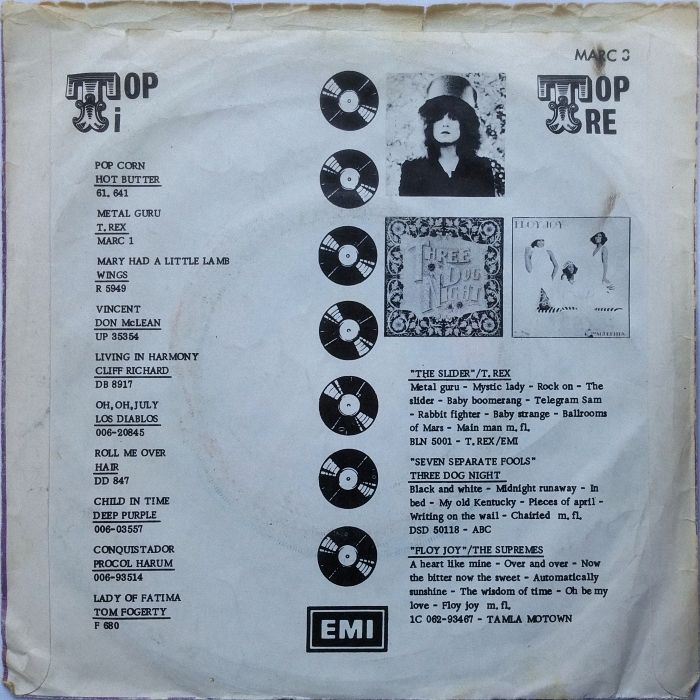 MARC 3
TOP
i
TOP
RE
POP CORN
HOT BUTTER
61. 641
METAL GURU
T. REX
MARC 1
MARY HAD A LITTLE LAMB
WINGS
R 5949
VINCENT
DON McLEAN
UP 35354
LIVING IN HARMONY
CLIFF RICHARD
DB 8917
OH, OH, JULY
LOS DIABLOS
006-20845
ROLL ME OVER
HAIR
DD 847
CHILD IN TIME
DEEP PURPLE
006-03557
CONQUISTADOR
PROCOL HARUM
006-93514
LADY OF FATIMA
TOM FOGERTY
F 680
THREE
DOG
NIGHT
FLOY JOY
"THE SLIDER"/T. REX
Metal guru - Mystic lady - Rock on - The
slider - Baby boomerang - Telegram Sam
- Rabbit fighter - Baby strange - Ballrooms
of Mars - Main man m. fl.
BLN 5001 - T. REX/EMI
"SEVEN SEPARATE FOOLS"
THREE DOG NIGHT
Black and white - Midnight runaway - In
bed - My old Kentucky - Pieces of april -
Writing on the wail - Chairied m. fl.
DSD 50118 - ABC
"FLOY JOY"/THE SUPREMES
A heart like mine - Over and over - Now
the bitter now the sweet - Automatically
sunshine - The wisdom of time - Oh be my
love - Floy joy m. fl.
1C 062-93467 - TAMLA MOTOWN
EMI